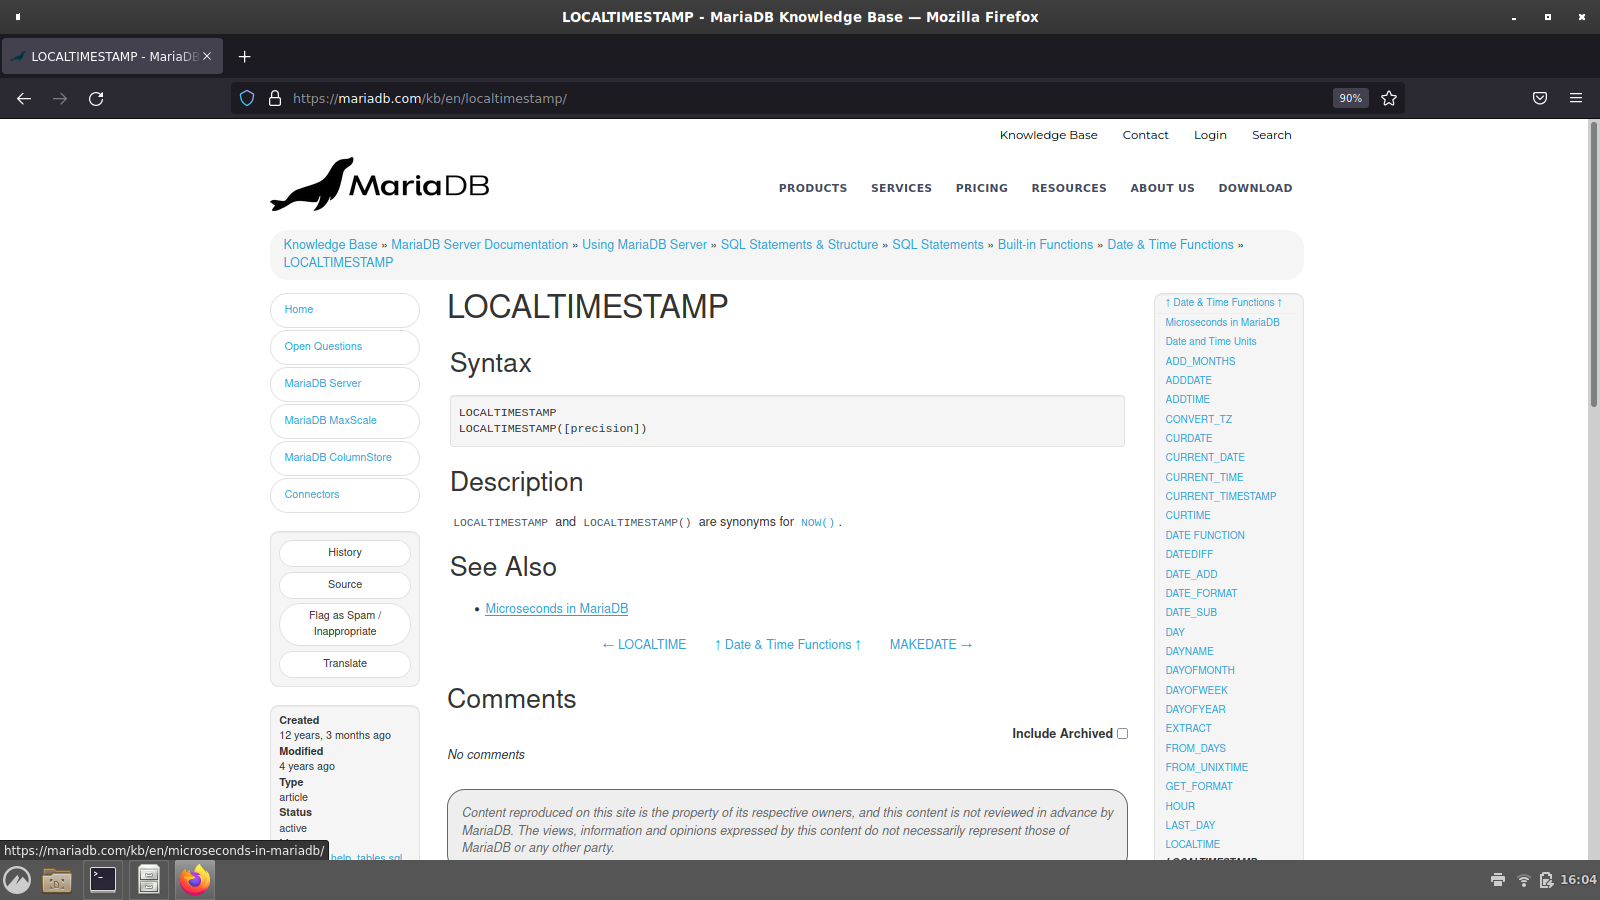 LOCALTIMESTAMP - MariaDB Knowledge Base — Mozilla Firefox
LOCALTIMESTAMP - MariaDB
https://mariadb.com/kb/en/localtimestamp/
90%
Knowledge Base Contact Login Search
MariaDB
PRODUCTS SERVICES PRICING RESOURCES ABOUT US DOWNLOAD
Knowledge Base » MariaDB Server Documentation » Using MariaDB Server » SQL Statements & Structure » SQL Statements » Built-in Functions » Date & Time Functions »
LOCALTIMESTAMP
Home
Open Questions
MariaDB Server
MariaDB MaxScale
MariaDB ColumnStore
Connectors
History
Source
Flag as Spam /
Inappropriate
Translate
Created
12 years, 3 months ago
Modified
4 years ago
Type
article
Status
active
help_tables.sql
LOCALTIMESTAMP
Syntax
LOCALTIMESTAMP
LOCALTIMESTAMP([precision])
Description
LOCALTIMESTAMP and LOCALTIMESTAMP() are synonyms for NOW().
See Also
• Microseconds in MariaDB
← LOCALTIME ↑ Date & Time Functions ↑ MAKEDATE →
Comments
Include Archived
No comments
Content reproduced on this site is the property of its respective owners, and this content is not reviewed in advance by
MariaDB. The views, information and opinions expressed by this content do not necessarily represent those of
MariaDB or any other party.
↑ Date & Time Functions ↑
Microseconds in MariaDB
Date and Time Units
ADD_MONTHS
ADDDATE
ADDTIME
CONVERT_TZ
CURDATE
CURRENT_DATE
CURRENT_TIME
CURRENT_TIMESTAMP
CURTIME
DATE FUNCTION
DATEDIFF
DATE_ADD
DATE_FORMAT
DATE_SUB
DAY
DAYNAME
DAYOFMONTH
DAYOFWEEK
DAYOFYEAR
EXTRACT
FROM_DAYS
FROM_UNIXTIME
GET_FORMAT
HOUR
LAST_DAY
LOCALTIME
LOCALTIMESTAMP
https://mariadb.com/kb/en/microseconds-in-mariadb/
16:04